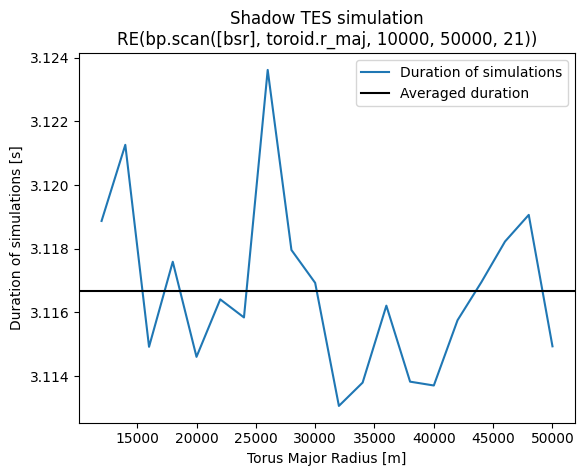 Shadow TES simulation
RE(bp.scan([bsr], toroid.r_maj, 10000, 50000, 21))
Duration of simulations
Averaged duration
Duration of simulations [s]
3.124
3.122
3.120
3.118
3.116
3.114
15000 20000 25000 30000 35000 40000 45000 50000
Torus Major Radius [m]